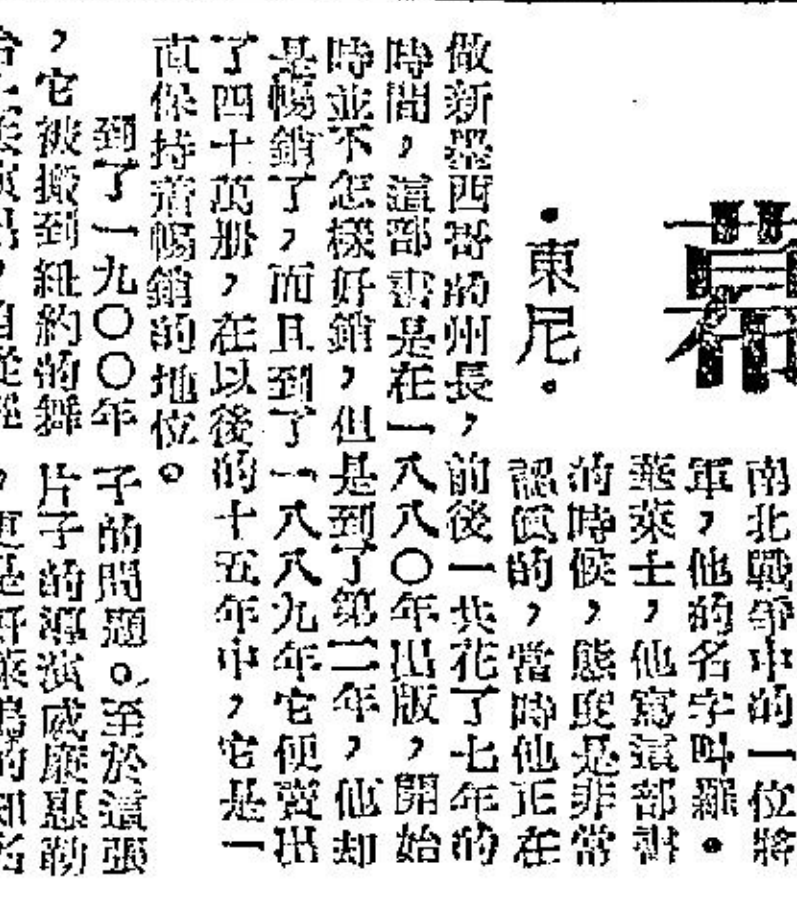 幕
•東尼•
南北戰爭中的一位將
軍,他的名字叫羅•
華萊士,他寫這部書
的時候,態度是非常
認眞的,當時他正在
做新墨西哥的州長,前後一共花了七年的
時間,這部書是在一八八〇年出版,開始
時並不怎樣好銷,但是到了第二年,他却
是暢銷了,而且到了一八八九年它便賣出
了四十萬册,在以後的十五年中,它是一
直保持着暢銷的地位。
到了一九〇〇年
,它被搬到紐約的舞
子的問題。至於這張
片子的導演威廉惠勒